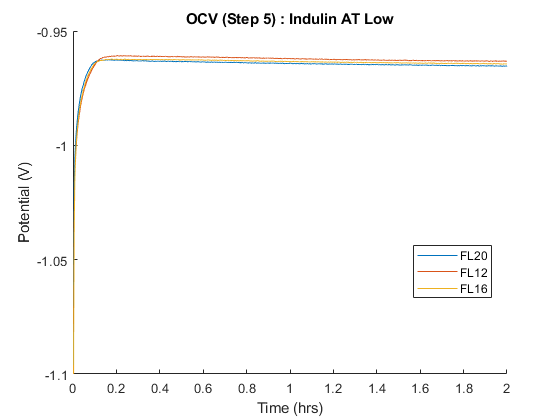 OCV (Step 5) : Indulin AT Low
-0.95
-1
-1.05
-1.1
Potential (V)
FL20
FL12
FL16
0 0.2 0.4 0.6 0.8 1 1.2 1.4 1.6 1.8 2
Time (hrs)